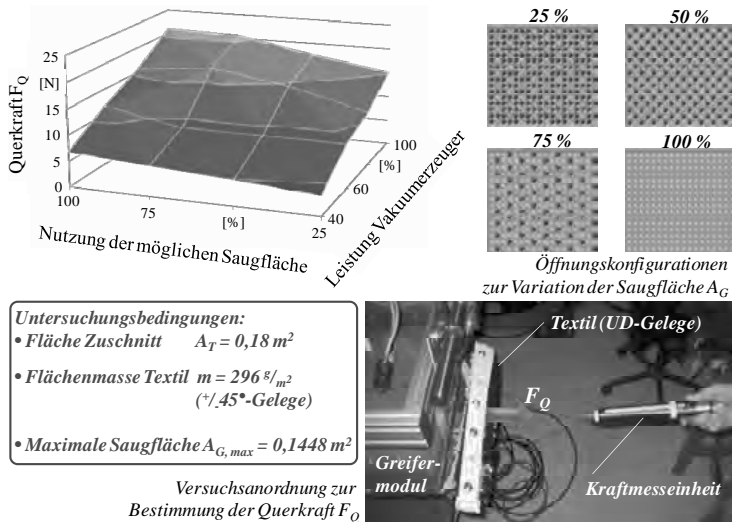 25 %
50 %
75 %
100 %
Öffnungskonfigurationen
zur Variation der Saugfläche A_G
Querkraft F_Q
[N]
25
20
15
10
5
0
100
75
[%]
25
Nutzung der möglichen Saugfläche
40
60
[%]
100
Leistung Vakuumerzeuger
Untersuchungsbedingungen:
• Fläche Zuschnitt A_T = 0,18 m²
• Flächenmasse Textil m = 296 g/m²
(+/-45°-Gelege)
• Maximale Saugfläche A_G, max = 0,1448 m²
Versuchsanordnung zur
Bestimmung der Querkraft F_Q
Textil (UD-Gelege)
F_Q
Greifer-
modul
Kraftmesseinheit